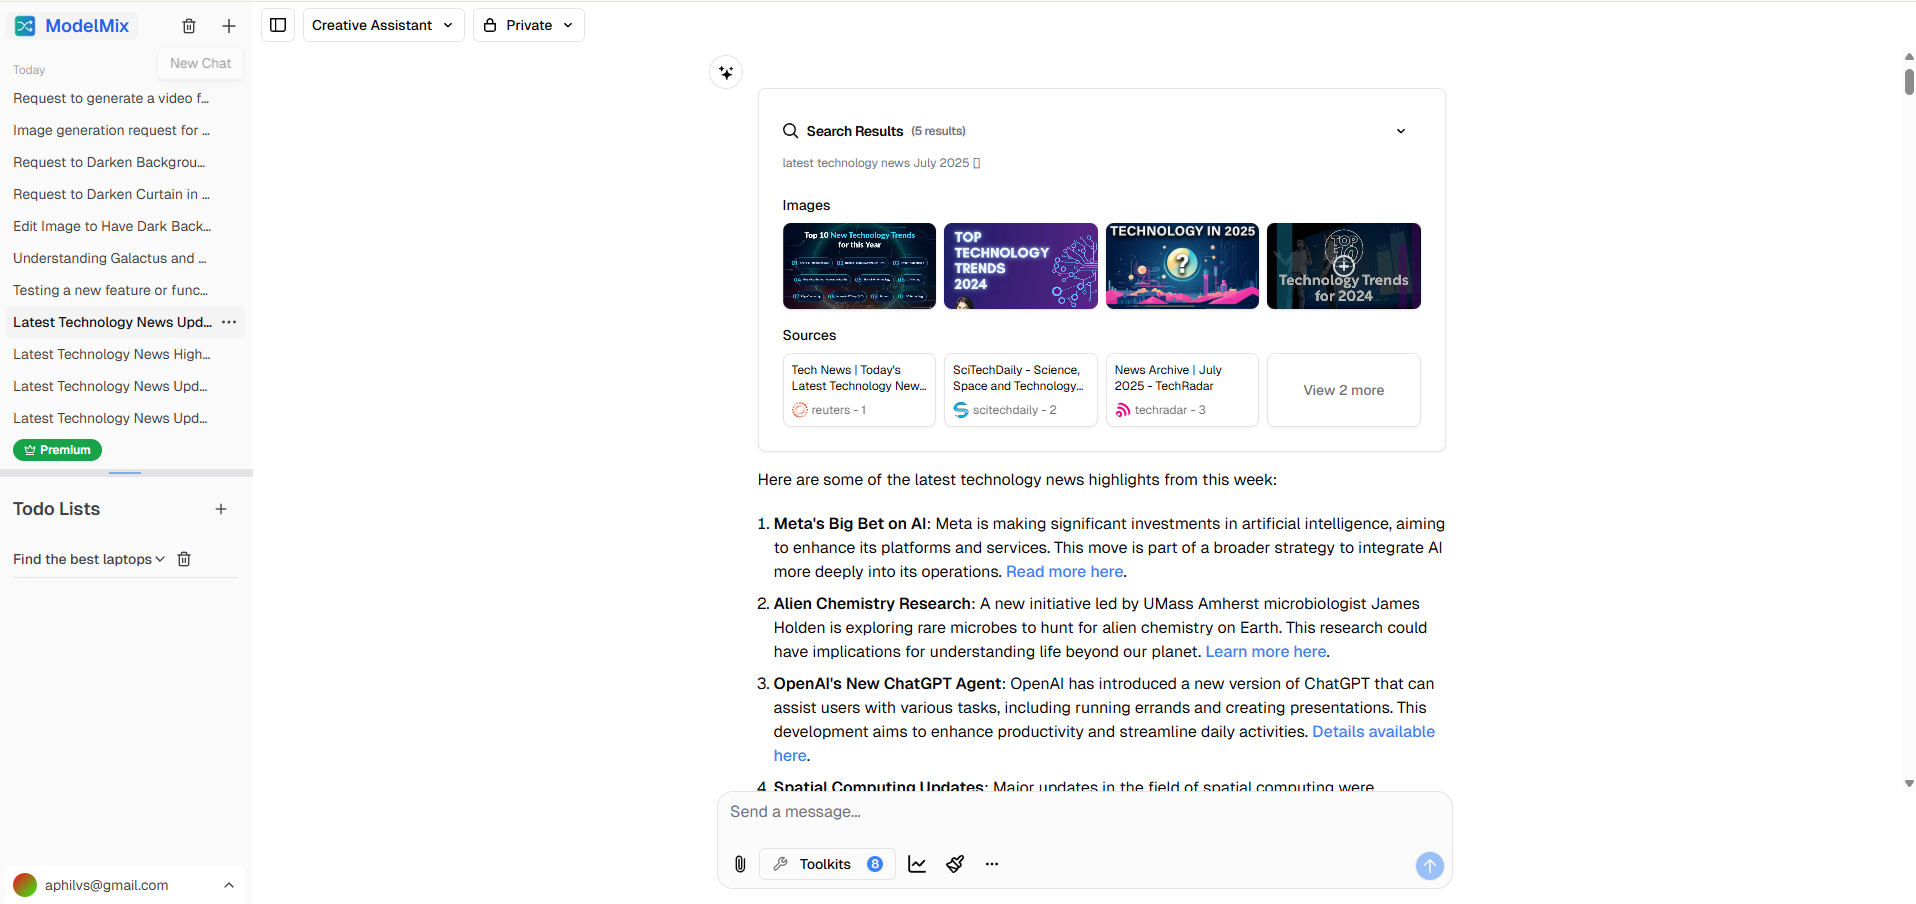 ModelMix
New Chat
Today
Request to generate a video f...
Image generation request for ...
Request to Darken Backgrou...
Request to Darken Curtain in ...
Edit Image to Have Dark Back...
Understanding Galactus and ...
Testing a new feature or func...
Latest Technology News Upd...
Latest Technology News High...
Latest Technology News Upd...
Latest Technology News Upd...
Premium
Todo Lists
Find the best laptops
aphilvs@gmail.com
Creative Assistant
Private
Search Results (5 results)
latest technology news July 2025
Images
Top 10 New Technology Trends
for this Year
TOP
TECHNOLOGY
TRENDS
2024
TECHNOLOGY IN 2025
?
TOP
10
Technology Trends
for 2024
Sources
Tech News | Today's
Latest Technology New...
reuters - 1
SciTechDaily - Science,
Space and Technology...
scitechdaily - 2
News Archive | July
2025 - TechRadar
techradar - 3
View 2 more
Here are some of the latest technology news highlights from this week:
1. Meta's Big Bet on AI: Meta is making significant investments in artificial intelligence, aiming
to enhance its platforms and services. This move is part of a broader strategy to integrate AI
more deeply into its operations. Read more here.
2. Alien Chemistry Research: A new initiative led by UMass Amherst microbiologist James
Holden is exploring rare microbes to hunt for alien chemistry on Earth. This research could
have implications for understanding life beyond our planet. Learn more here.
3. OpenAI's New ChatGPT Agent: OpenAI has introduced a new version of ChatGPT that can
assist users with various tasks, including running errands and creating presentations. This
development aims to enhance productivity and streamline daily activities. Details available
here.
4. Spatial Computing Updates: Major updates in the field of spatial computing were
Send a message...
Toolkits 8